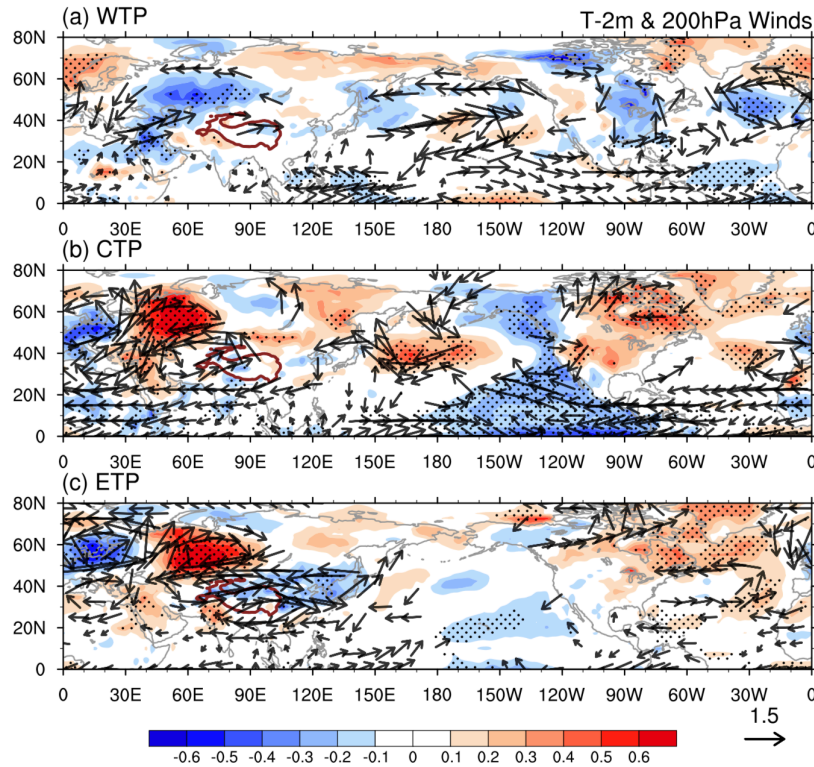 (a) WTP T-2m & 200hPa Winds
80N
60N
40N
20N
0
0 30E 60E 90E 120E 150E 180 150W 120W 90W 60W 30W 0
(b) CTP
80N
60N
40N
20N
0
0 30E 60E 90E 120E 150E 180 150W 120W 90W 60W 30W 0
(c) ETP
80N
60N
40N
20N
0
0 30E 60E 90E 120E 150E 180 150W 120W 90W 60W 30W 0
1.5
-0.6 -0.5 -0.4 -0.3 -0.2 -0.1 0 0.1 0.2 0.3 0.4 0.5 0.6